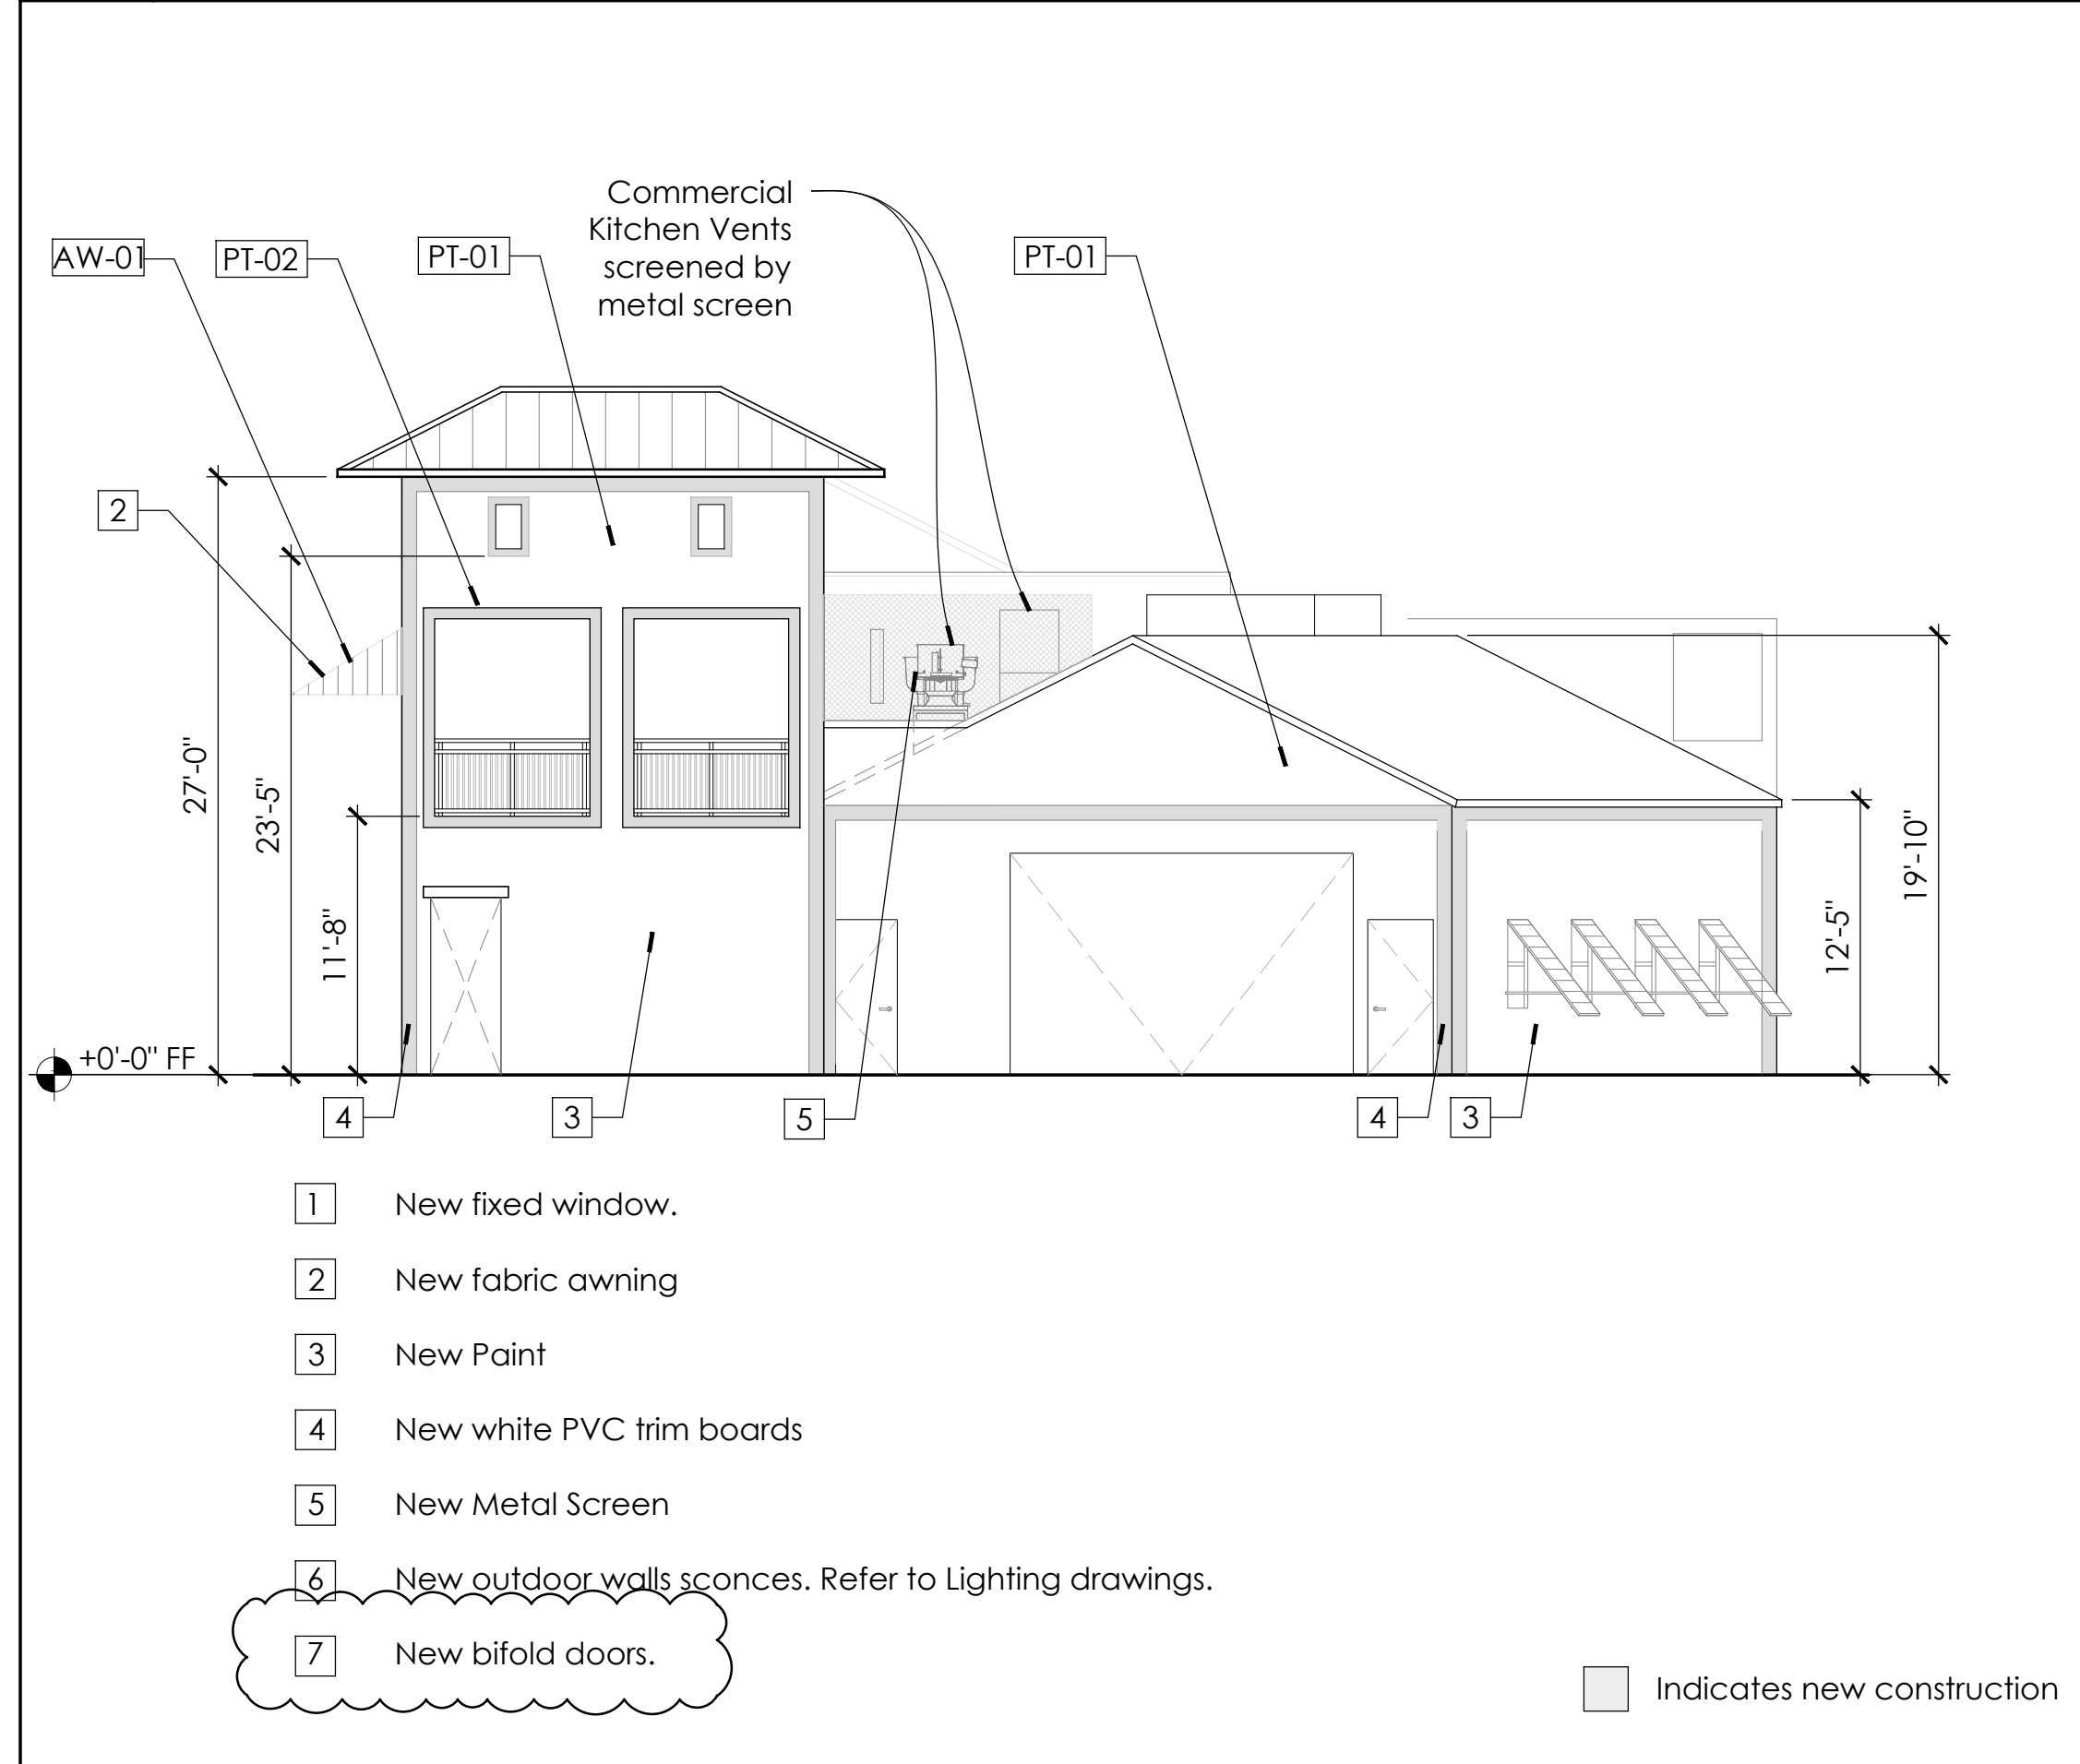 Commercial
Kitchen Vents
screened by
metal screen
AW-01
PT-02
PT-01
PT-01
2
27'-0"
23'-5"
11'-8"
12'-5"
19'-10"
+0'-0" FF
4
3
5
4
3
1 New fixed window.
2 New fabric awning
3 New Paint
4 New white PVC trim boards
5 New Metal Screen
6 New outdoor walls sconces. Refer to Lighting drawings.
7 New bifold doors.
Indicates new construction